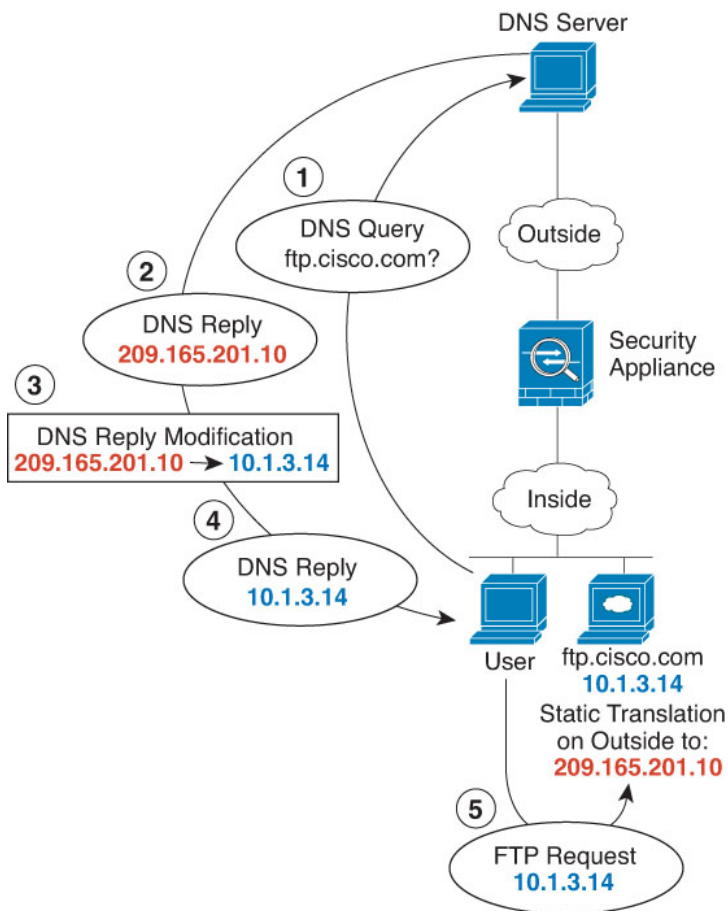 DNS Server
1
DNS Query
ftp.cisco.com?
Outside
2
DNS Reply
209.165.201.10
Security
Appliance
3
DNS Reply Modification
209.165.201.10 10.1.3.14
Inside
4
DNS Reply
10.1.3.14
User
ftp.cisco.com
10.1.3.14
Static Translation
on Outside to:
209.165.201.10
5
FTP Request
10.1.3.14